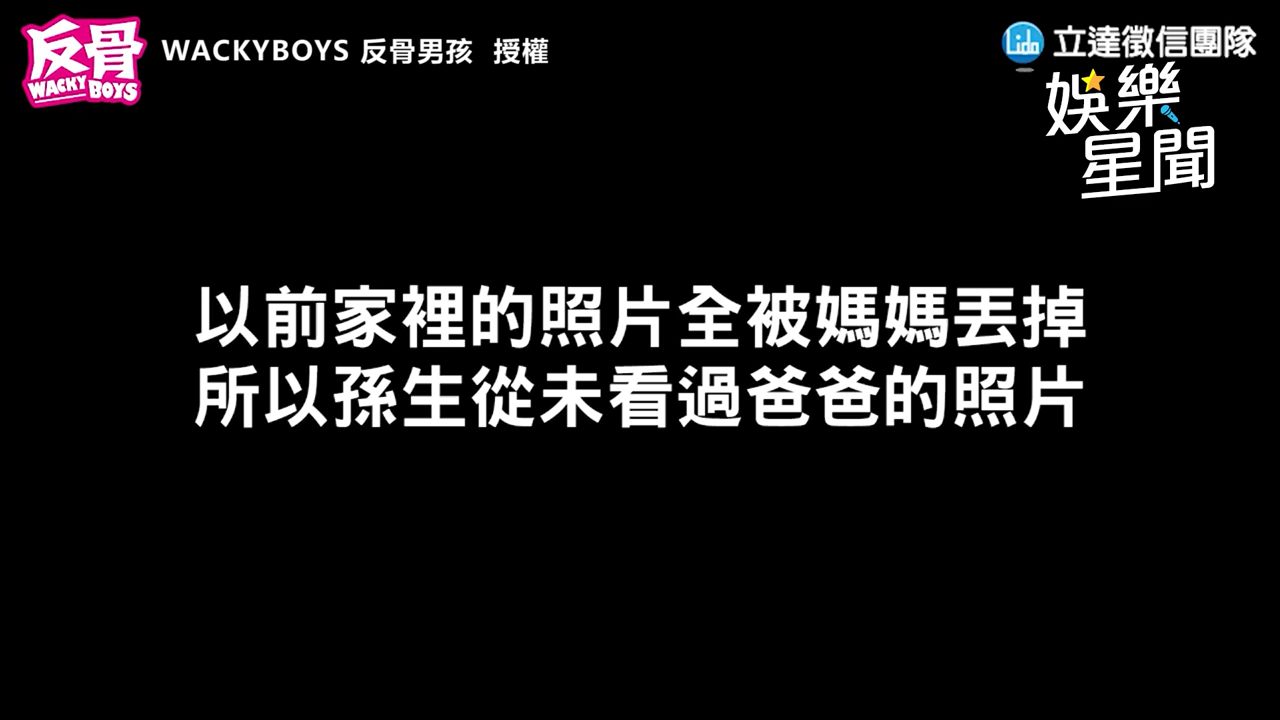 反骨
WACKY BOYS
WACKYBOYS 反骨男孩 授權
Lido 立達徵信團隊
娛樂
星聞
以前家裡的照片全被媽媽丟掉
所以孫生從未看過爸爸的照片